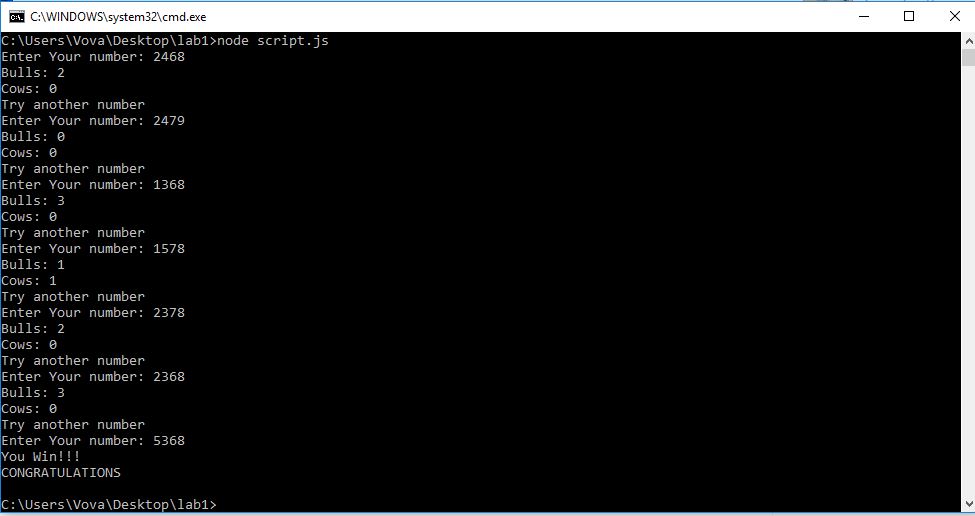 C:\WINDOWS\system32\cmd.exe
C:\Users\Vova\Desktop\lab1>node script.js
Enter Your number: 2468
Bulls: 2
Cows: 0
Try another number
Enter Your number: 2479
Bulls: 0
Cows: 0
Try another number
Enter Your number: 1368
Bulls: 3
Cows: 0
Try another number
Enter Your number: 1578
Bulls: 1
Cows: 1
Try another number
Enter Your number: 2378
Bulls: 2
Cows: 0
Try another number
Enter Your number: 2368
Bulls: 3
Cows: 0
Try another number
Enter Your number: 5368
You Win!!!
CONGRATULATIONS
C:\Users\Vova\Desktop\lab1>